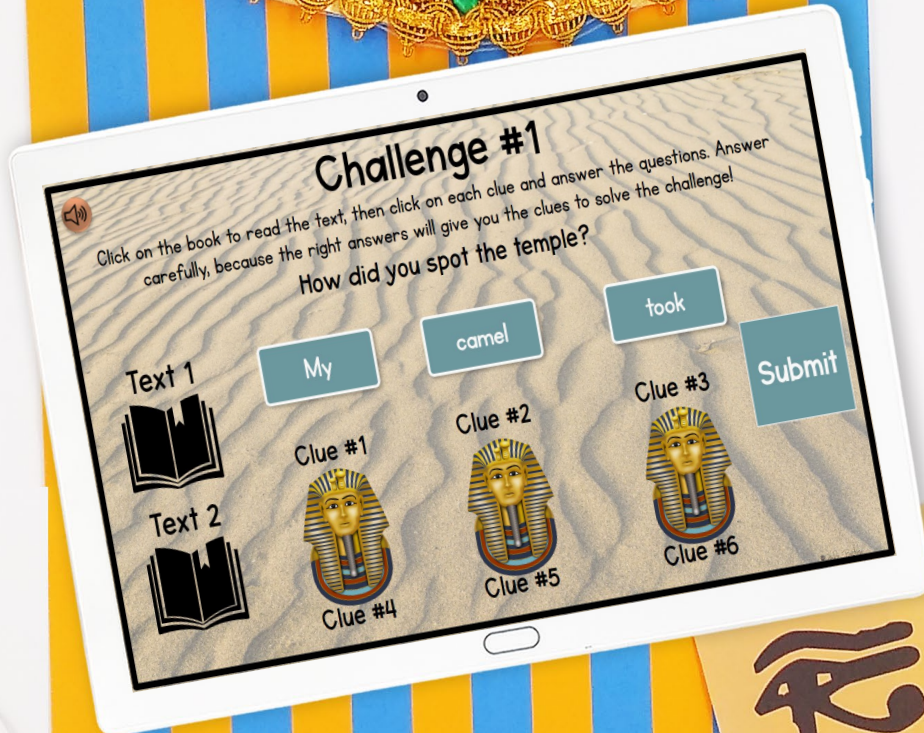 Challenge #1
Click on the book to read the text, then click on each clue and answer the questions. Answer
carefully, because the right answers will give you the clues to solve the challenge!
How did you spot the temple?
My
camel
took
Submit
Text 1
Text 2
Clue #1
Clue #2
Clue #3
Clue #4
Clue #5
Clue #6